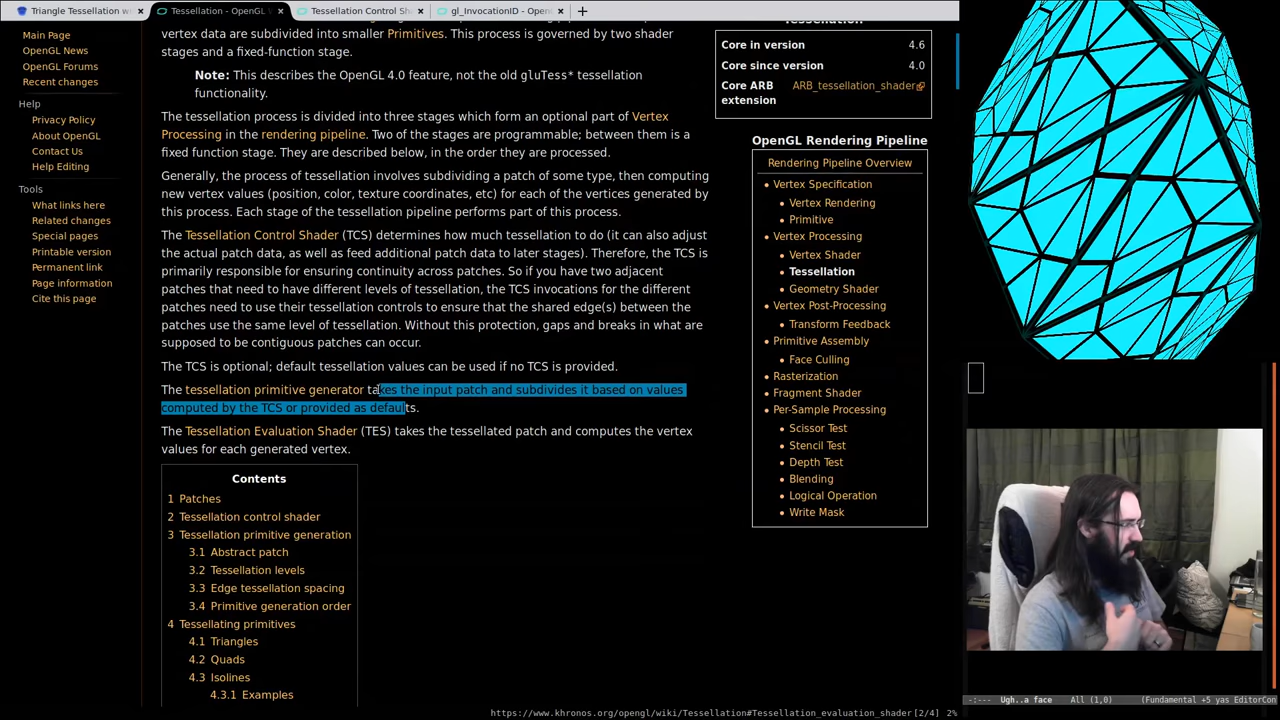 Triangle Tessellation wi ×
Tessellation - OpenGL W ×
Tessellation Control Sha ×
gl_InvocationID - Open ×
+
Main Page
OpenGL News
OpenGL Forums
Recent changes
Help
Privacy Policy
About OpenGL
Contact Us
Help Editing
Tools
What links here
Related changes
Special pages
Printable version
Permanent link
Page information
Cite this page
vertex data are subdivided into smaller Primitives. This process is governed by two shader
stages and a fixed-function stage.
Note: This describes the OpenGL 4.0 feature, not the old gluTess* tessellation
functionality.
The tessellation process is divided into three stages which form an optional part of Vertex
Processing in the rendering pipeline. Two of the stages are programmable; between them is a
fixed function stage. They are described below, in the order they are processed.
Generally, the process of tessellation involves subdividing a patch of some type, then computing
new vertex values (position, color, texture coordinates, etc) for each of the vertices generated by
this process. Each stage of the tessellation pipeline performs part of this process.
The Tessellation Control Shader (TCS) determines how much tessellation to do (it can also adjust
the actual patch data, as well as feed additional patch data to later stages). Therefore, the TCS is
primarily responsible for ensuring continuity across patches. So if you have two adjacent
patches that need to have different levels of tessellation, the TCS invocations for the different
patches need to use their tessellation controls to ensure that the shared edge(s) between the
patches use the same level of tessellation. Without this protection, gaps and breaks in what are
supposed to be contiguous patches can occur.
The TCS is optional; default tessellation values can be used if no TCS is provided.
The tessellation primitive generator takes the input patch and subdivides it based on values
computed by the TCS or provided as defaults.
The Tessellation Evaluation Shader (TES) takes the tessellated patch and computes the vertex
values for each generated vertex.
Contents
1 Patches
2 Tessellation control shader
3 Tessellation primitive generation
3.1 Abstract patch
3.2 Tessellation levels
3.3 Edge tessellation spacing
3.4 Primitive generation order
4 Tessellating primitives
4.1 Triangles
4.2 Quads
4.3 Isolines
4.3.1 Examples
Tessellation
Core in version 4.6
Core since version 4.0
Core ARB ARB_tessellation_shader
extension
OpenGL Rendering Pipeline
Rendering Pipeline Overview
• Vertex Specification
• Vertex Rendering
• Primitive
• Vertex Processing
• Vertex Shader
• Tessellation
• Geometry Shader
• Vertex Post-Processing
• Transform Feedback
• Primitive Assembly
• Face Culling
• Rasterization
• Fragment Shader
• Per-Sample Processing
• Scissor Test
• Stencil Test
• Depth Test
• Blending
• Logical Operation
• Write Mask
https://www.khronos.org/opengl/wiki/Tessellation#Tessellation_evaluation_shader [2/4] 2%
-:--- Ugh..a face All (1,0) (Fundamental +5 yas EditorCon